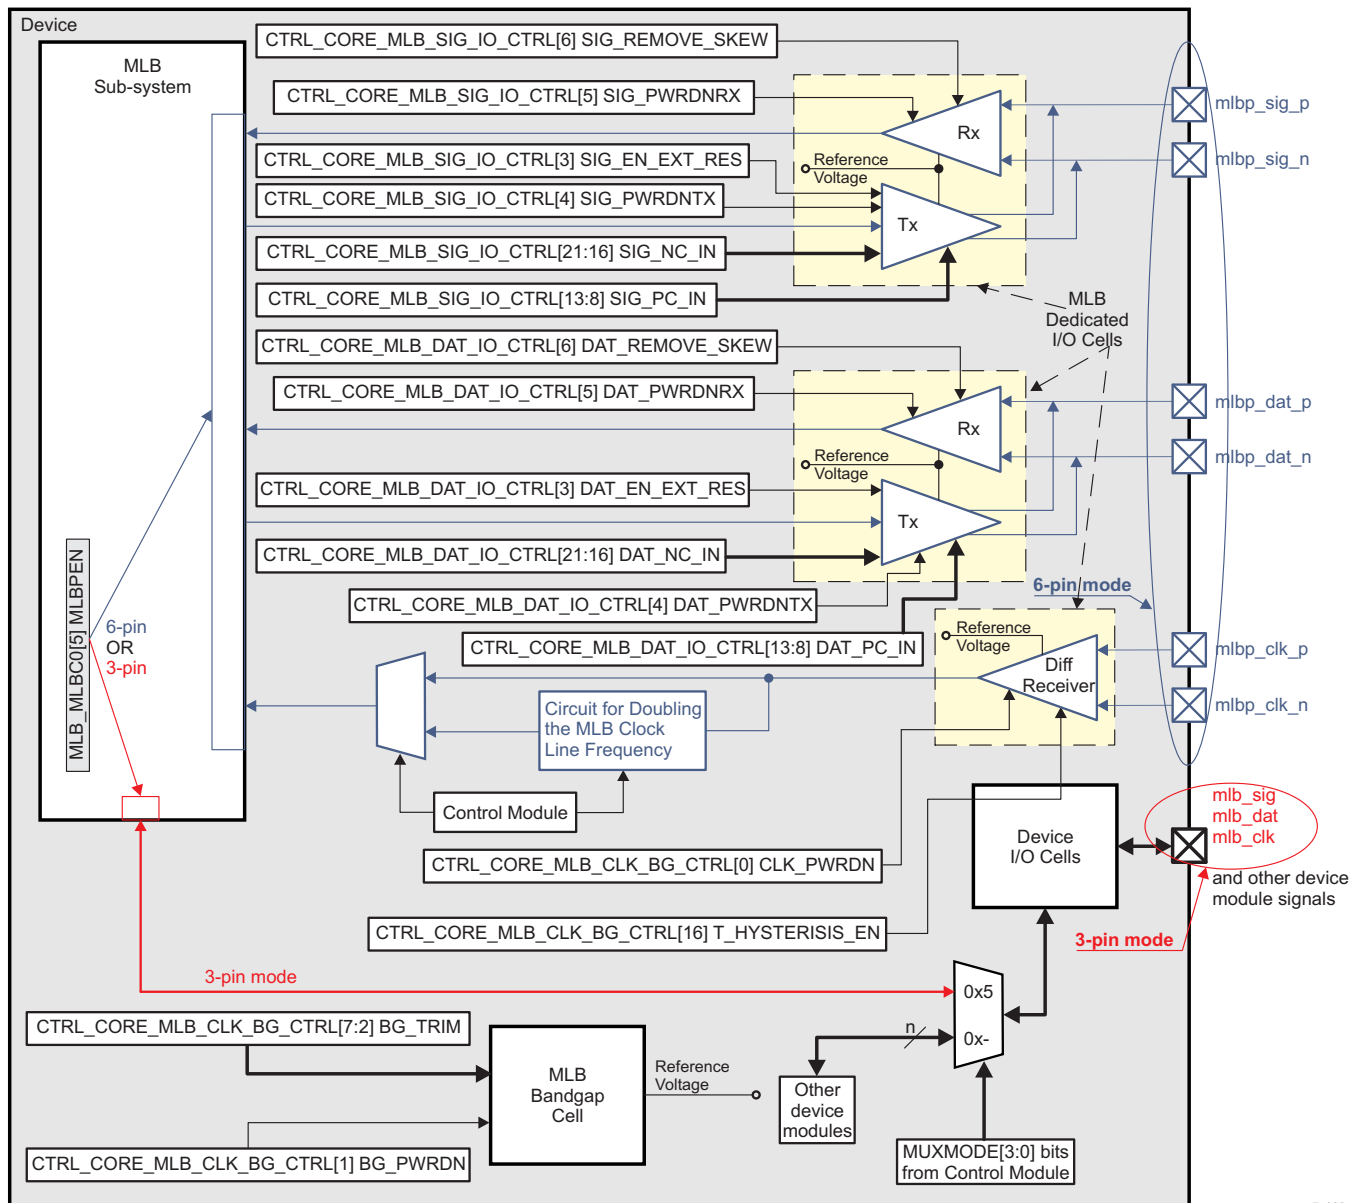 Device
MLB
Sub-system
CTRL_CORE_MLB_SIG_IO_CTRL[6] SIG_REMOVE_SKEW
CTRL_CORE_MLB_SIG_IO_CTRL[5] SIG_PWRDNRX
CTRL_CORE_MLB_SIG_IO_CTRL[3] SIG_EN_EXT_RES
CTRL_CORE_MLB_SIG_IO_CTRL[4] SIG_PWRDNTX
CTRL_CORE_MLB_SIG_IO_CTRL[21:16] SIG_NC_IN
CTRL_CORE_MLB_SIG_IO_CTRL[13:8] SIG_PC_IN
Rx
Reference
Voltage
Tx
mlbp_sig_p
mlbp_sig_n
MLB
Dedicated
I/O Cells
CTRL_CORE_MLB_DAT_IO_CTRL[6] DAT_REMOVE_SKEW
CTRL_CORE_MLB_DAT_IO_CTRL[5] DAT_PWRDNRX
CTRL_CORE_MLB_DAT_IO_CTRL[3] DAT_EN_EXT_RES
CTRL_CORE_MLB_DAT_IO_CTRL[21:16] DAT_NC_IN
CTRL_CORE_MLB_DAT_IO_CTRL[4] DAT_PWRDNTX
CTRL_CORE_MLB_DAT_IO_CTRL[13:8] DAT_PC_IN
Rx
Reference
Voltage
Tx
mlbp_dat_p
mlbp_dat_n
6-pin mode
MLB_MLBC0[5] MLBPEN
6-pin
OR
3-pin
Reference
Voltage
Diff
Receiver
mlbp_clk_p
mlbp_clk_n
Circuit for Doubling
the MLB Clock
Line Frequency
Control Module
CTRL_CORE_MLB_CLK_BG_CTRL[0] CLK_PWRDN
CTRL_CORE_MLB_CLK_BG_CTRL[16] T_HYSTERISIS_EN
Device
I/O Cells
mlb_sig
mlb_dat
mlb_clk
and other device
module signals
3-pin mode
3-pin mode
0x5
0x-
n
CTRL_CORE_MLB_CLK_BG_CTRL[7:2] BG_TRIM
MLB
Bandgap
Cell
Reference
Voltage
Other
device
modules
CTRL_CORE_MLB_CLK_BG_CTRL[1] BG_PWRDN
MUXMODE[3:0] bits
from Control Module